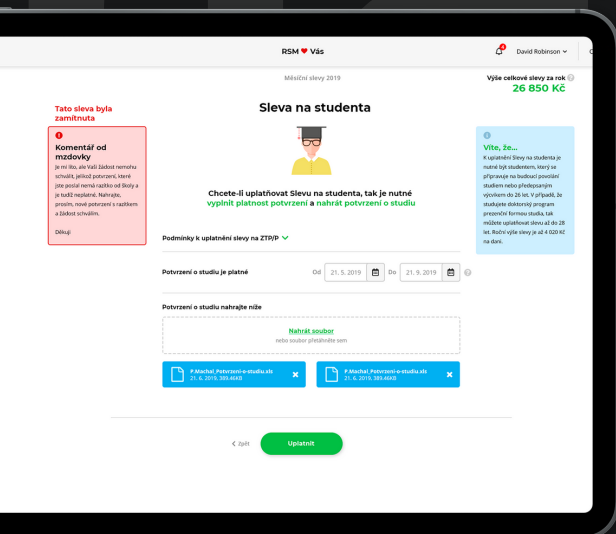 RSM ❤ Vás
David Robinson
Měsíční slevy 2019
Výše celkové slevy za rok
26 850 Kč
Tato sleva byla
zamítnuta
Komentář od
mzdovky
Je mi líto, ale Vaši žádost nemohu
schválit, jelikož potvrzení, které
jste poslal nemá razítko od školy a
je tudíž neplatné. Nahrajte,
prosím, nové potvrzení s razítkem
a žádost schválím.
Děkuji
Sleva na studenta
Chcete-li uplatňovat Slevu na studenta, tak je nutné
vyplnit platnost potvrzení a nahrát potvrzení o studiu
Víte, že...
K uplatnění Slevy na studenta je
nutné být studentem, který se
připravuje na budoucí povolání
studiem nebo předepsaným
výcvikem do 26 let. V případě, že
studujete doktorský program
prezenční formou studia, tak
můžete uplatňovat slevu až do 28
let. Roční výše slevy je až 4 020 Kč
na dani.
Podmínky k uplatnění slevy na ZTP/P
Potvrzení o studiu je platné
Od 21. 5. 2019 Do 21. 9. 2019
Potvrzení o studiu nahrajte níže
Nahrát soubor
nebo soubor přetáhněte sem
P.Machal_Potvrzeni-o-studiu.xls
21. 6. 2019, 389.46KB
P.Machal_Potvrzeni-o-studiu.xls
21. 6. 2019, 389.46KB
zpět
Uplatnit